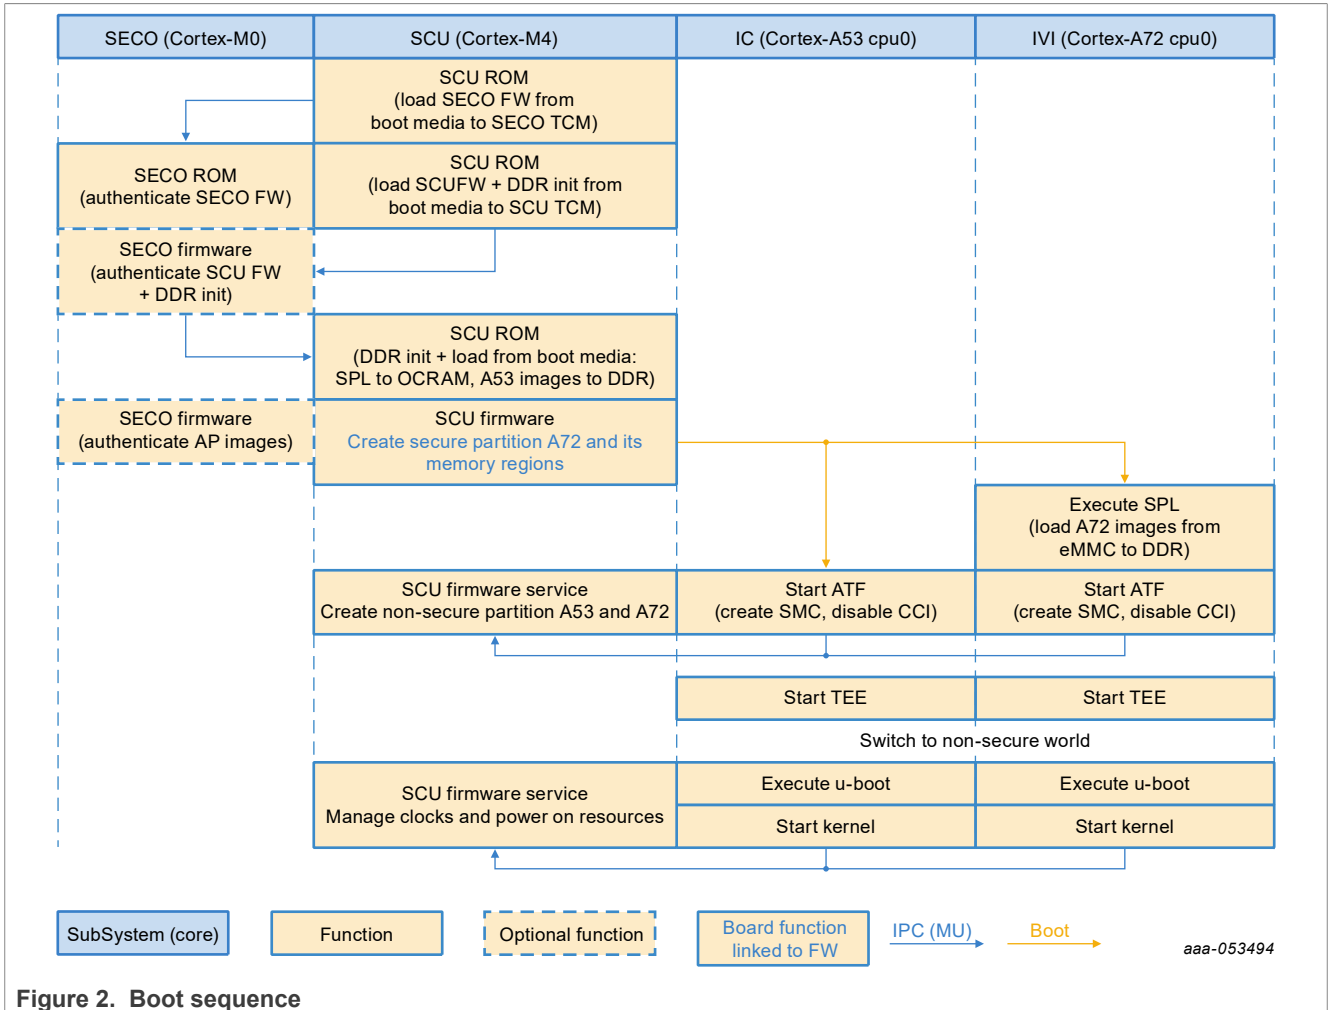 SECO (Cortex-M0)
SCU (Cortex-M4)
IC (Cortex-A53 cpu0)
IVI (Cortex-A72 cpu0)
SCU ROM
(load SECO FW from
boot media to SECO TCM)
SECO ROM
(authenticate SECO FW)
SCU ROM
(load SCUFW + DDR init from
boot media to SCU TCM)
SECO firmware
(authenticate SCU FW
+ DDR init)
SCU ROM
(DDR init + load from boot media:
SPL to OCRAM, A53 images to DDR)
SECO firmware
(authenticate AP images)
SCU firmware
Create secure partition A72 and its
memory regions
Execute SPL
(load A72 images from
eMMC to DDR)
SCU firmware service
Create non-secure partition A53 and A72
Start ATF
(create SMC, disable CCI)
Start ATF
(create SMC, disable CCI)
Start TEE
Start TEE
Switch to non-secure world
SCU firmware service
Manage clocks and power on resources
Execute u-boot
Execute u-boot
Start kernel
Start kernel
SubSystem (core)
Function
Optional function
Board function
linked to FW
IPC (MU)
Boot
aaa-053494
Figure 2. Boot sequence